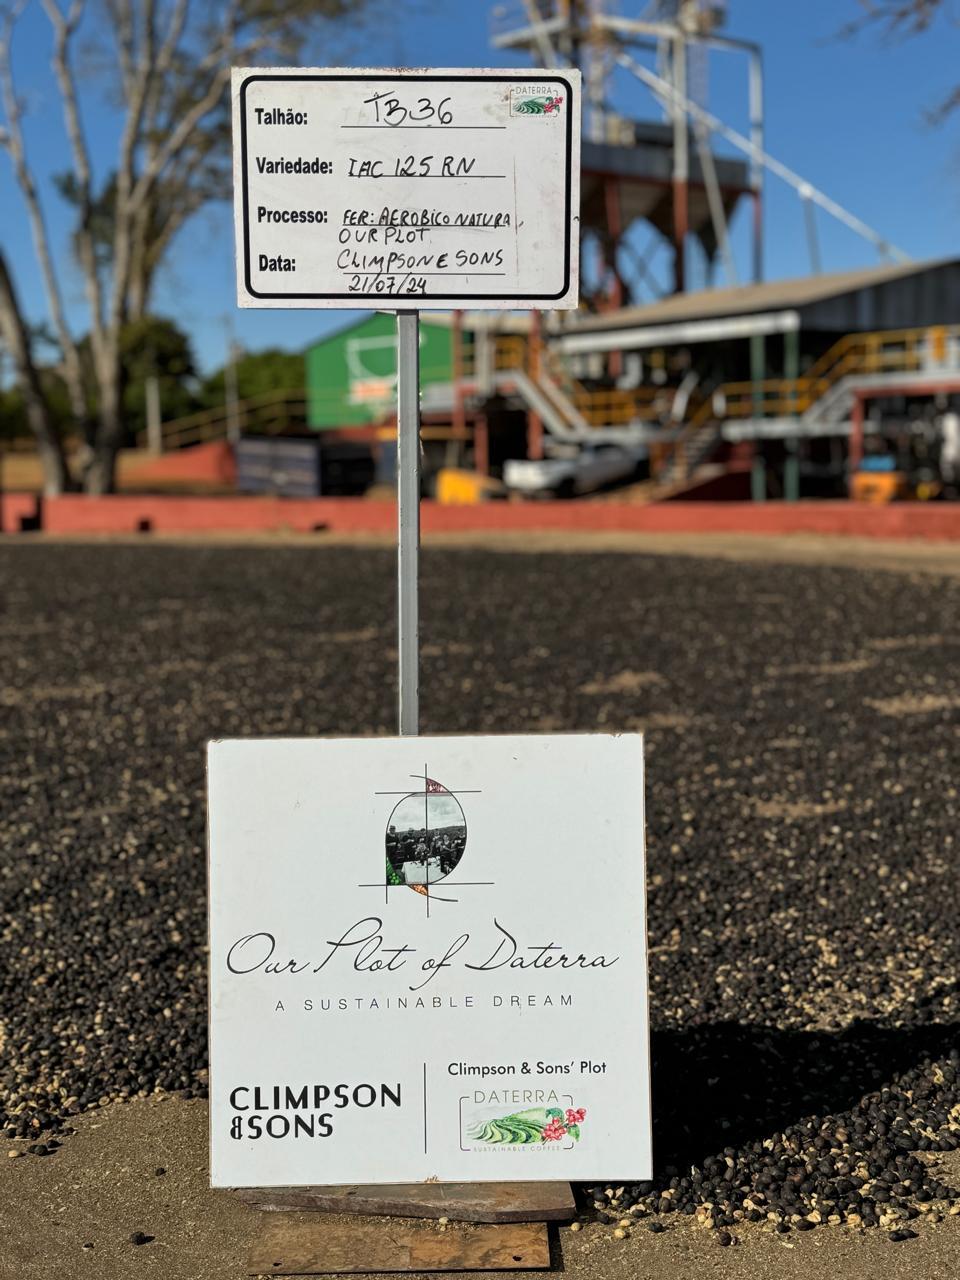 DATERRA
Talhão: TB36
Variedade: IAC 125 RN
Processo: FER: AEROBICO NATURA
OUR PLOT
Data: CLIMPSON E SONS
21/07/24
Our Plot of Daterra
A SUSTAINABLE DREAM
CLIMPSON
&SONS
Climpson & Sons' Plot
DATERRA
SUSTAINABLE COFFEE